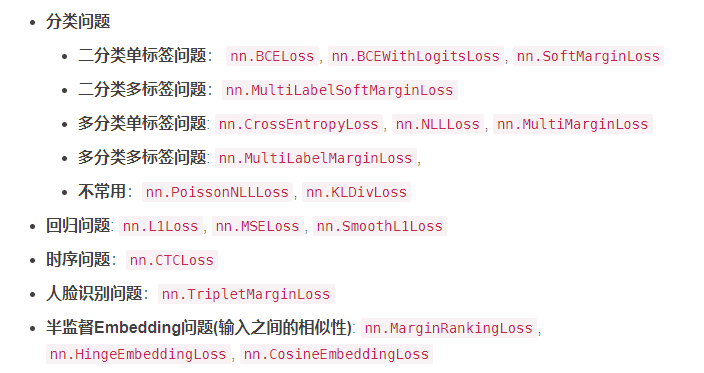 分类问题
二分类单标签问题： nn.BCELoss, nn.BCEWithLogitsLoss, nn.SoftMarginLoss
二分类多标签问题：nn.MultiLabelSoftMarginLoss
多分类单标签问题: nn.CrossEntropyLoss, nn.NLLLoss, nn.MultiMarginLoss
多分类多标签问题: nn.MultiLabelMarginLoss,
不常用：nn.PoissonNLLLoss, nn.KLDivLoss
回归问题: nn.L1Loss, nn.MSELoss, nn.SmoothL1Loss
时序问题：nn.CTCLoss
人脸识别问题：nn.TripletMarginLoss
半监督Embedding问题(输入之间的相似性): nn.MarginRankingLoss,
nn.HingeEmbeddingLoss, nn.CosineEmbeddingLoss